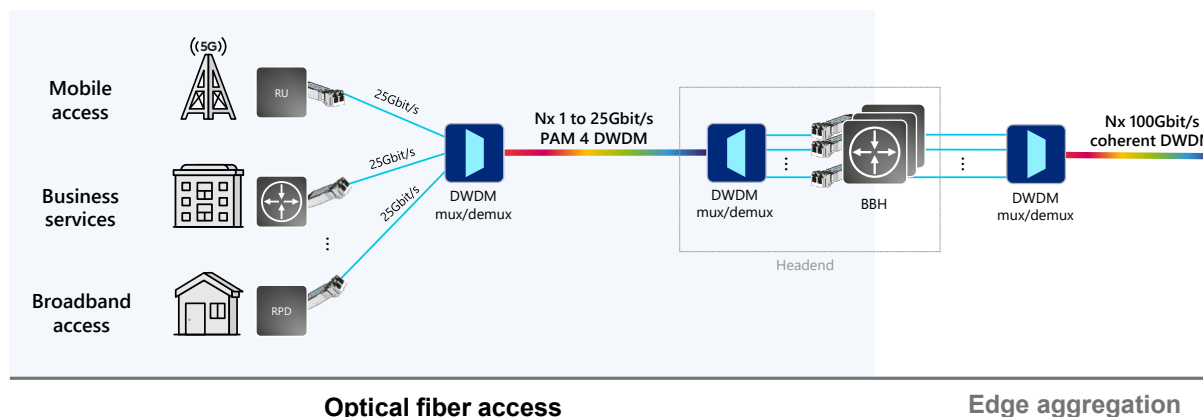 ((5G))
Mobile
access
RU
25Gbit/s
Business
services
25Gbit/s
Broadband
access
RPD
25Gbit/s
DWDM
mux/demux
Nx 1 to 25Gbit/s
PAM 4 DWDM
DWDM
mux/demux
BBH
Headend
DWDM
mux/demux
Nx 100Gbit/s
coherent DWD
Optical fiber access
Edge aggregation